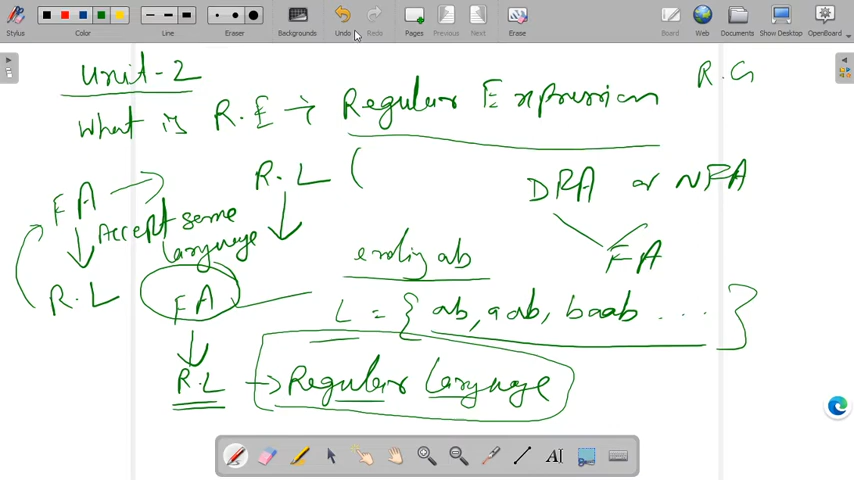 Stylus
Color
Line
Eraser
Backgrounds
Undo
Redo
Pages
Previous
Next
Erase
Board
Web
Documents
Show Desktop
OpenBoard
Unit-2
R.G
What is R.E → Regular Expression
R.L (
DFA or NFA
FA
Accept some language
FA
ending ab
R.L
FA
L = { ab, aab, baab .... }
R.L → Regular Language